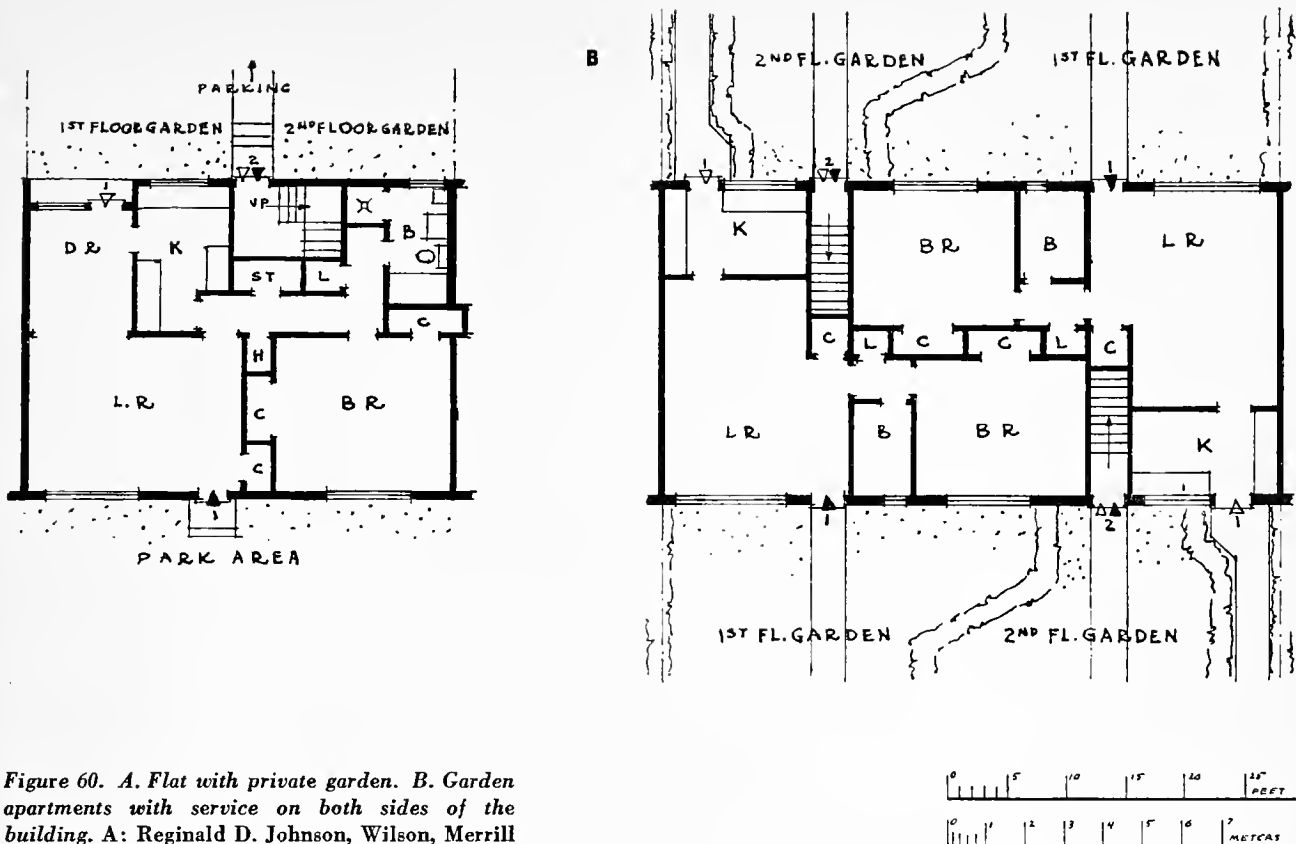 PARKING
1ST FLOOR GARDEN
2ND FLOOR GARDEN
1
2
UP
DR
K
B
ST
L
C
H
L.R
C
BR
C
1
PARK AREA
B
2ND FL. GARDEN
1ST FL. GARDEN
1
2
1
K
BR
B
LR
C
L
C
C
L
C
LR
B
BR
K
1
2
1
1ST FL. GARDEN
2ND FL. GARDEN
Figure 60. A. Flat with private garden. B. Garden
apartments with service on both sides of the
building. A: Reginald D. Johnson, Wilson, Merrill
0 5 10 15 20 25
FEET
0 1 2 3 4 5 6 7
METERS